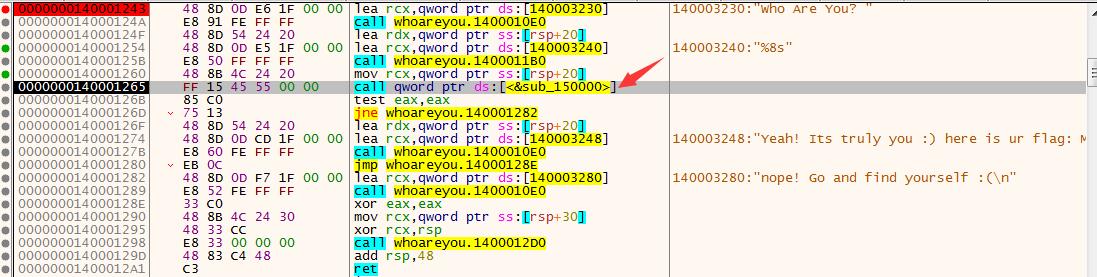 0000000140001243 48 8D 0D E6 1F 00 00 lea rcx,qword ptr ds:[140003230] 140003230:"Who Are You? "
000000014000124A E8 91 FE FF FF call whoareyou.1400010E0
000000014000124F 48 8D 54 24 20 lea rdx,qword ptr ss:[rsp+20]
0000000140001254 48 8D 0D E5 1F 00 00 lea rcx,qword ptr ds:[140003240] 140003240:"%8s"
000000014000125B E8 50 FF FF FF call whoareyou.1400011B0
0000000140001260 48 8B 4C 24 20 mov rcx,qword ptr ss:[rsp+20]
0000000140001265 FF 15 45 55 00 00 call qword ptr ds:[<&sub_150000>]
000000014000126B 85 C0 test eax,eax
000000014000126D 75 13 jne whoareyou.140001282
000000014000126F 48 8D 54 24 20 lea rdx,qword ptr ss:[rsp+20]
0000000140001274 48 8D 0D CD 1F 00 00 lea rcx,qword ptr ds:[140003248] 140003248:"Yeah! Its truly you :) here is ur flag: M
000000014000127B E8 60 FE FF FF call whoareyou.1400010E0
0000000140001280 EB 0C jmp whoareyou.14000128E
0000000140001282 48 8D 0D F7 1F 00 00 lea rcx,qword ptr ds:[140003280] 140003280:"nope! Go and find yourself :(\n"
0000000140001289 E8 52 FE FF FF call whoareyou.1400010E0
000000014000128E 33 C0 xor eax,eax
0000000140001290 48 8B 4C 24 30 mov rcx,qword ptr ss:[rsp+30]
0000000140001295 48 33 CC xor rcx,rsp
0000000140001298 E8 33 00 00 00 call whoareyou.1400012D0
000000014000129D 48 83 C4 48 add rsp,48
00000001400012A1 C3 ret